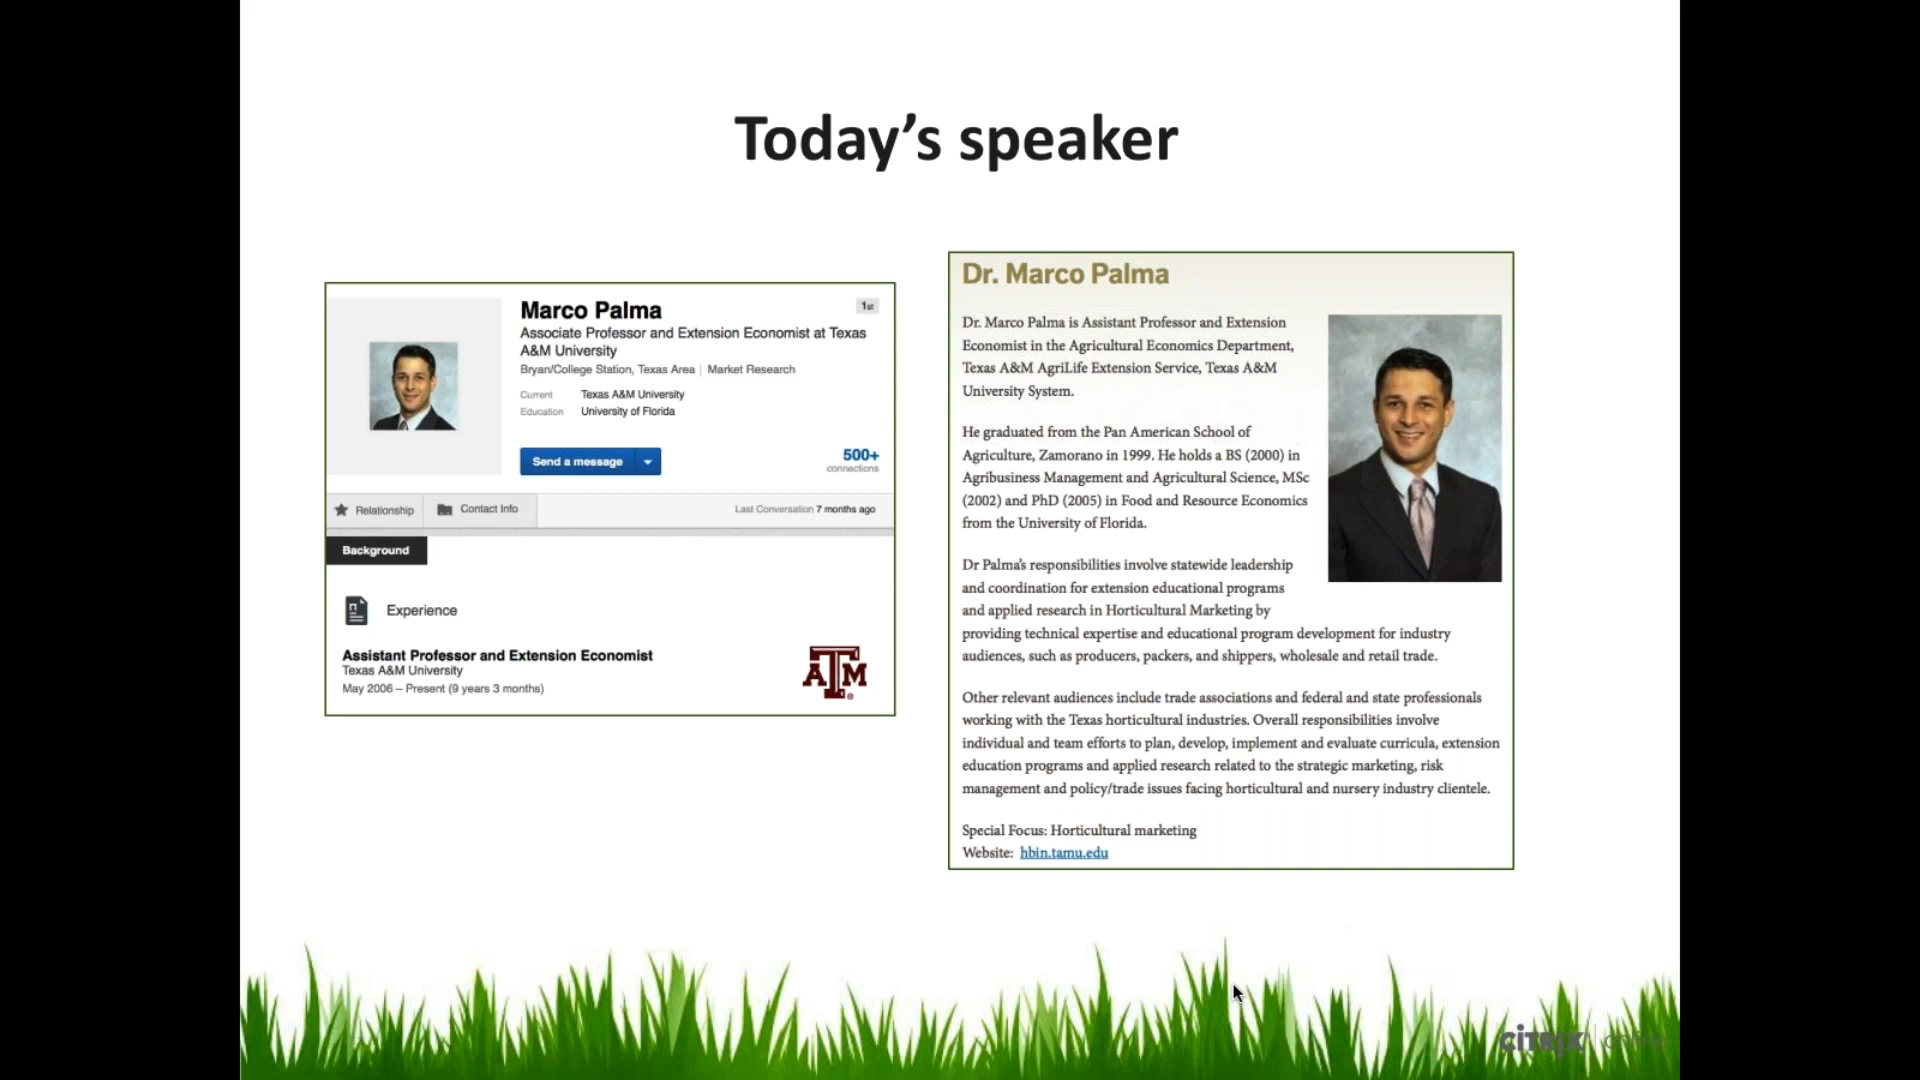 Today’s speaker
Marco Palma
1st
Associate Professor and Extension Economist at Texas
A&M University
Bryan/College Station, Texas Area | Market Research
Current Texas A&M University
Education University of Florida
Send a message
500+
connections
Relationship
Contact Info
Last Conversation 7 months ago
Background
Experience
Assistant Professor and Extension Economist
Texas A&M University
May 2006 – Present (9 years 3 months)
ATM
Dr. Marco Palma
Dr. Marco Palma is Assistant Professor and Extension
Economist in the Agricultural Economics Department,
Texas A&M AgriLife Extension Service, Texas A&M
University System.
He graduated from the Pan American School of
Agriculture, Zamorano in 1999. He holds a BS (2000) in
Agribusiness Management and Agricultural Science, MSc
(2002) and PhD (2005) in Food and Resource Economics
from the University of Florida.
Dr Palma’s responsibilities involve statewide leadership
and coordination for extension educational programs
and applied research in Horticultural Marketing by
providing technical expertise and educational program development for industry
audiences, such as producers, packers, and shippers, wholesale and retail trade.
Other relevant audiences include trade associations and federal and state professionals
working with the Texas horticultural industries. Overall responsibilities involve
individual and team efforts to plan, develop, implement and evaluate curricula, extension
education programs and applied research related to the strategic marketing, risk
management and policy/trade issues facing horticultural and nursery industry clientele.
Special Focus: Horticultural marketing
Website: hbin.tamu.edu
CITRIX